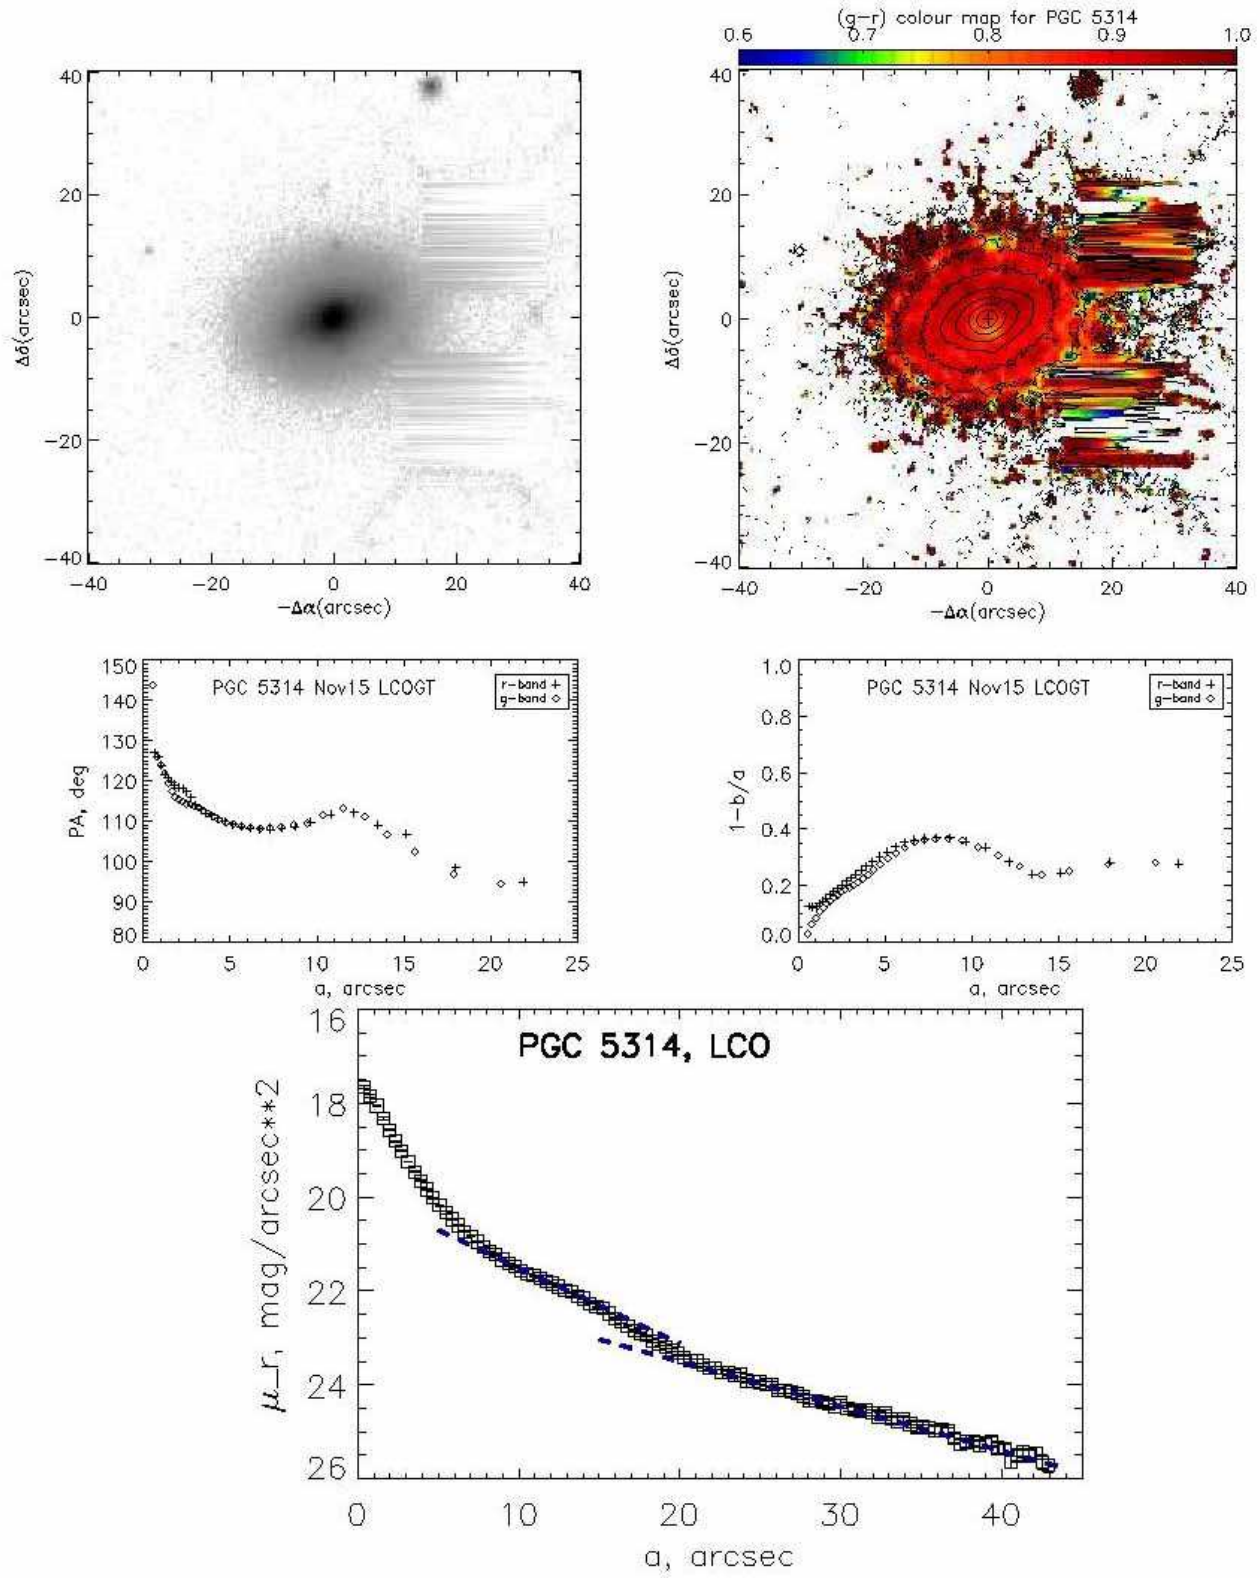 (g-r) colour map for PGC 5314
0.6 0.7 0.8 0.9 1.0
40
20
0
-20
-40
Δδ(arcsec)
-40 -20 0 20 40
-Δα(arcsec)
40
30
20
10
0
-10
-20
-30
-40
Δδ(arcsec)
-40 -20 0 20 40
-Δα(arcsec)
150
140
130
120
110
100
90
80
PA, deg
PGC 5314 Nov15 LCOGT
r-band +
g-band ◇
0 5 10 15 20 25
a, arcsec
1.0
0.8
0.6
0.4
0.2
0.0
1-b/a
PGC 5314 Nov15 LCOGT
r-band +
g-band ◇
0 5 10 15 20 25
a, arcsec
16
18
20
22
24
26
μ_r, mag/arcsec**2
PGC 5314, LCO
0 10 20 30 40
a, arcsec